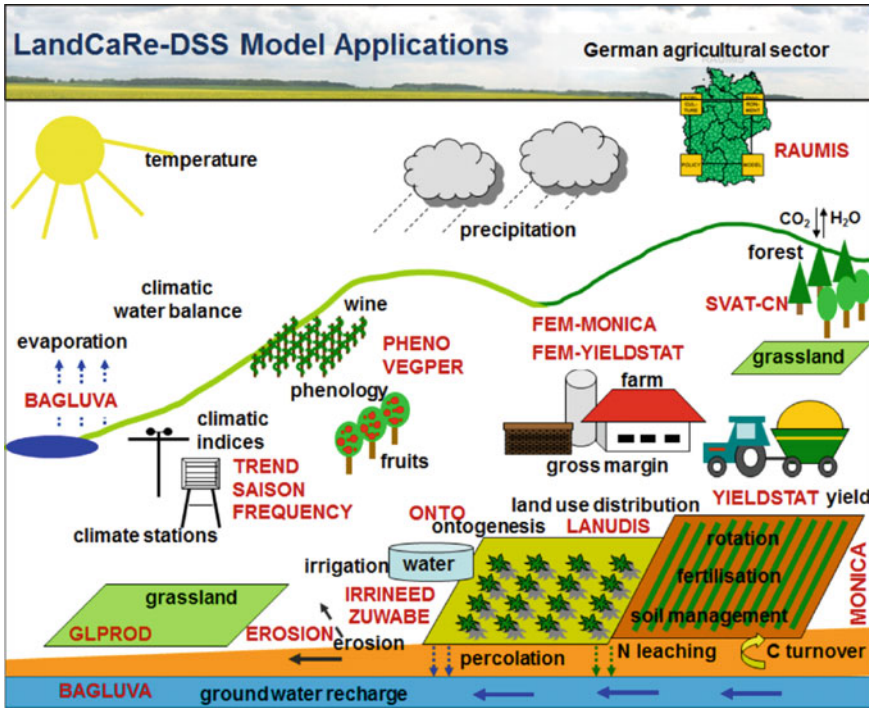 LandCaRe-DSS Model Applications
German agricultural sector
RAUMIS
POLICY
MODEL
temperature
precipitation
CO2 H2O
forest
SVAT-CN
grassland
climatic
water balance
wine
evaporation
PHENO
VEGPER
phenology
FEM-MONICA
FEM-YIELDSTAT
farm
BAGLUVA
climatic
indices
fruits
gross margin
TREND
SAISON
FREQUENCY
climate stations
ONTO
ontogenesis
land use distribution
LANUDIS
YIELDSTAT yield
irrigation
water
rotation
fertilisation
soil management
MONICA
IRRINEED
ZUWABE
grassland
GLPROD
EROSION
erosion
percolation
N leaching
C turnover
BAGLUVA
ground water recharge